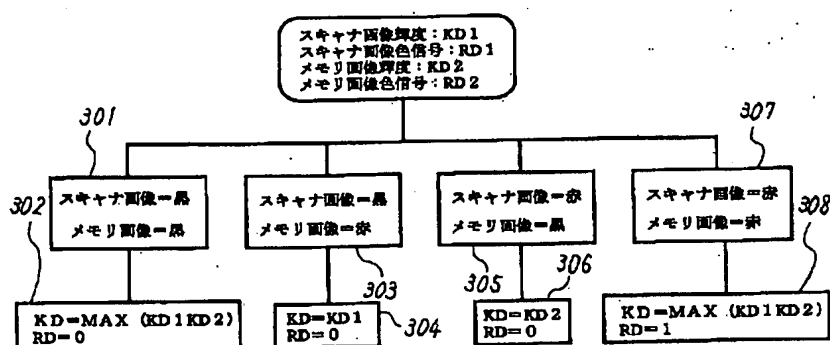 スキャナ画像輝度:KD1
スキャナ画像色信号:RD1
メモリ画像輝度:KD2
メモリ画像色信号:RD2
301
307
スキャナ画像=黒
メモリ画像=黒
スキャナ画像=黒
メモリ画像=赤
スキャナ画像=赤
メモリ画像=黒
スキャナ画像=赤
メモリ画像=赤
302
303
305
306
308
KD=MAX (KD1KD2)
RD=0
KD=KD1
RD=0
304
KD=KD2
RD=0
KD=MAX (KD1KD2)
RD=1